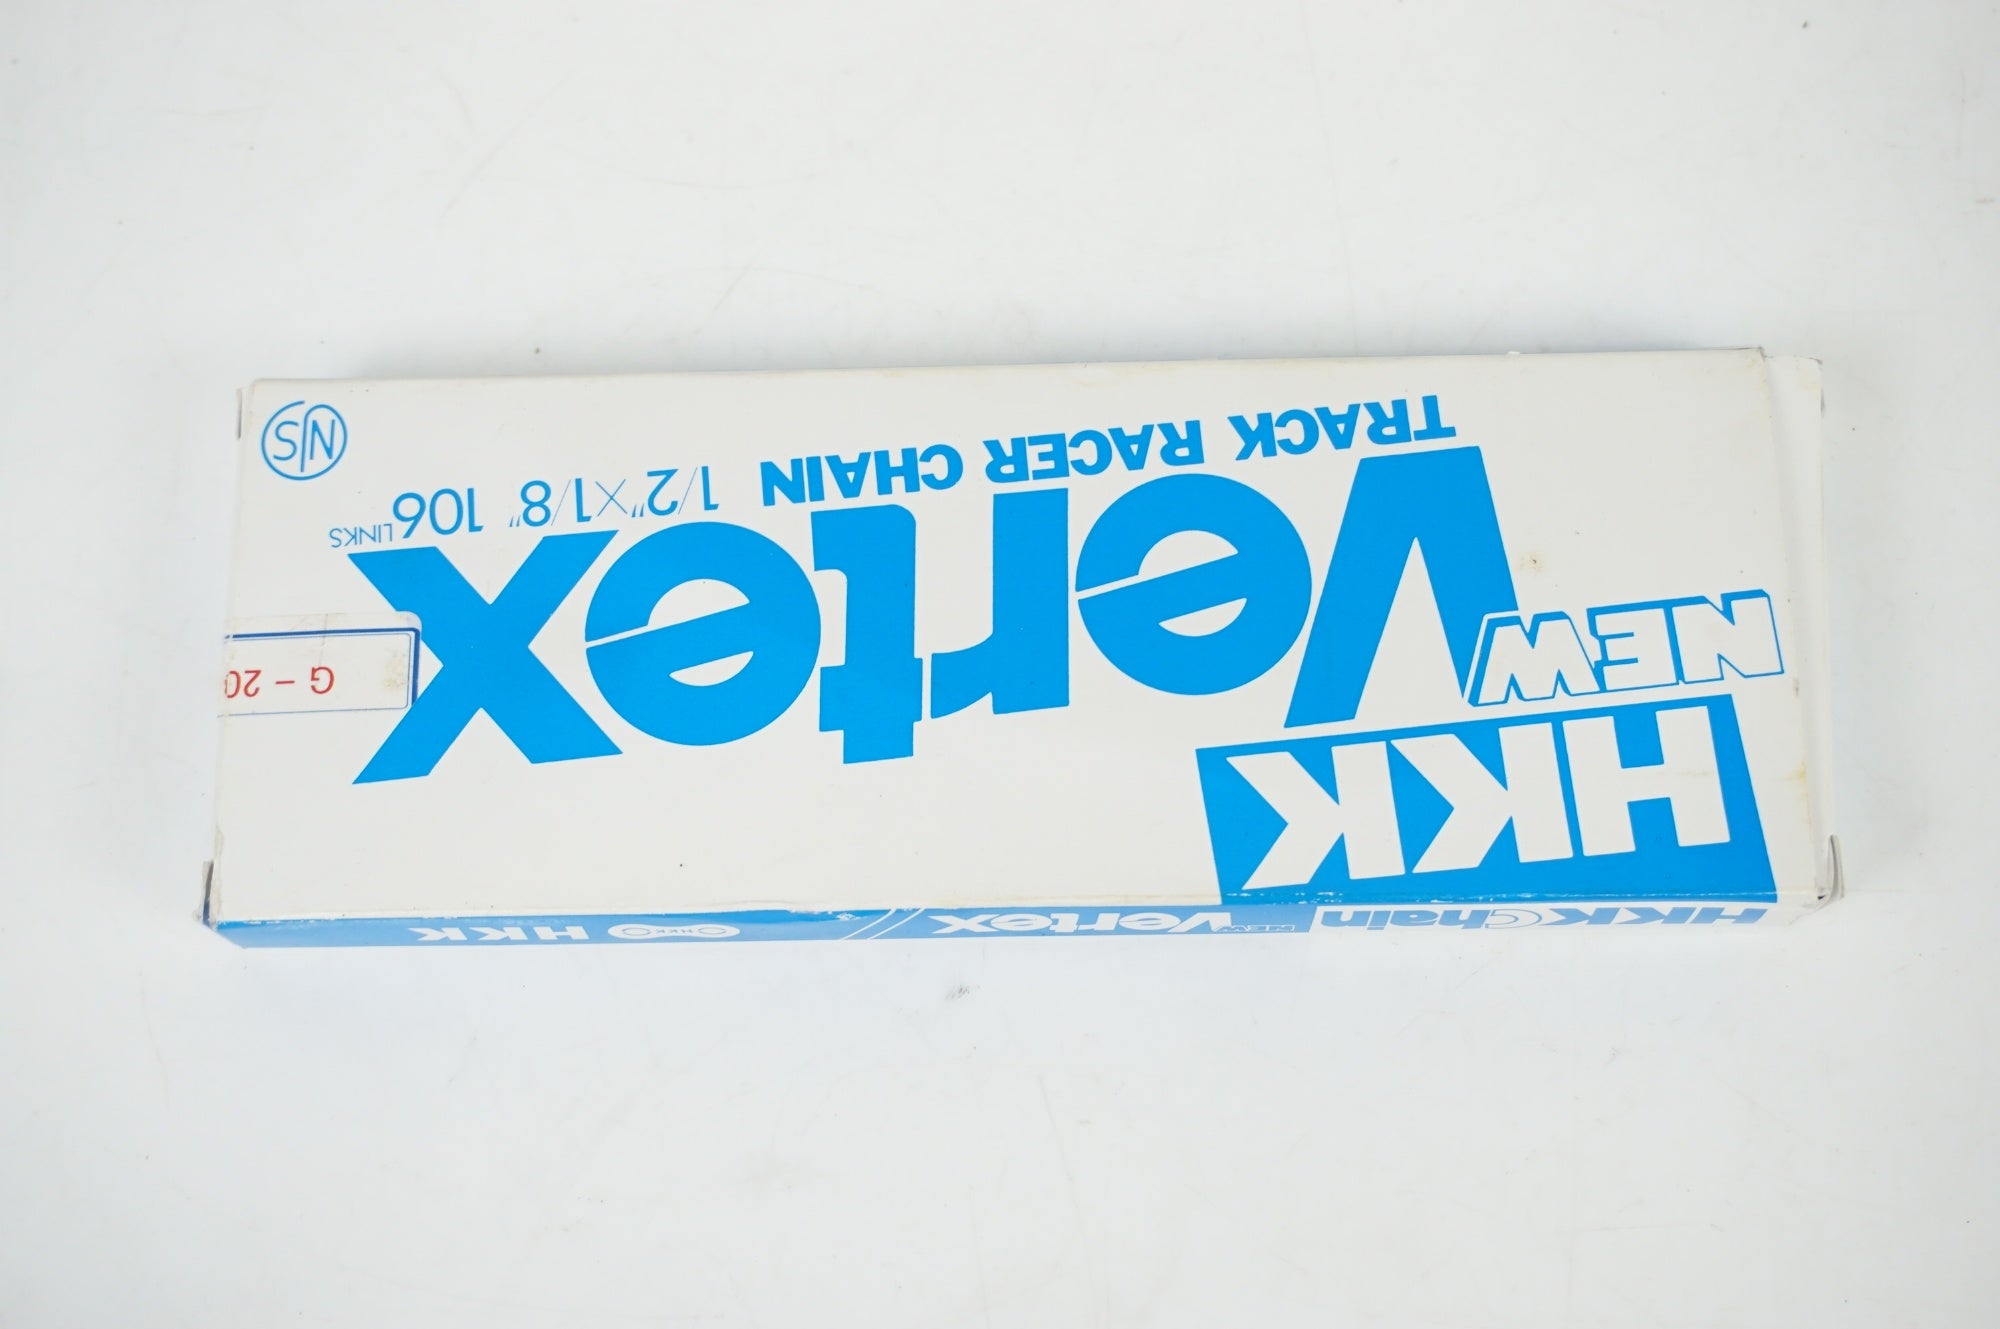 HKK
NEW
Vertex
TRACK RACER CHAIN 1/2"×1/8" 106 LINKS
NJS
G-20
HKK Chain NEW Vertex HKK HKK